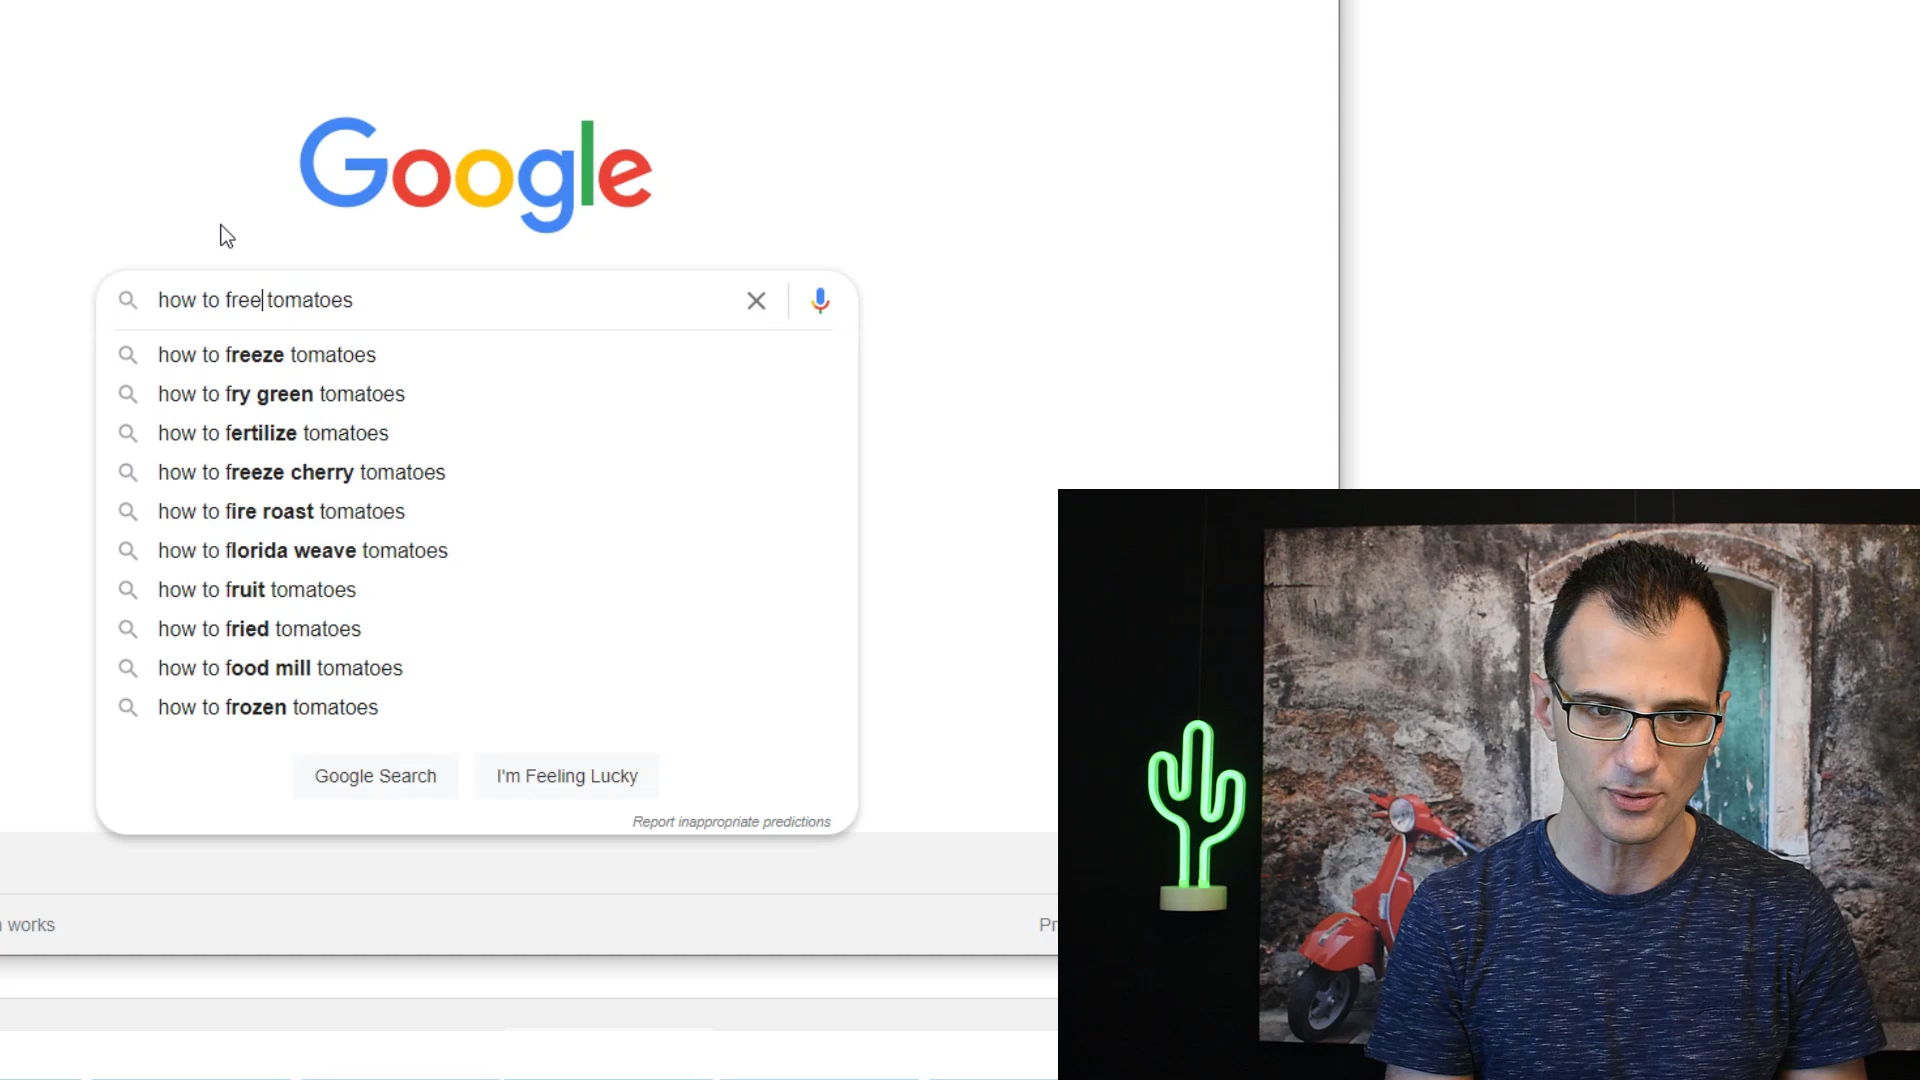 Google
how to free tomatoes
how to freeze tomatoes
how to fry green tomatoes
how to fertilize tomatoes
how to freeze cherry tomatoes
how to fire roast tomatoes
how to florida weave tomatoes
how to fruit tomatoes
how to fried tomatoes
how to food mill tomatoes
how to frozen tomatoes
Google Search I'm Feeling Lucky
Report inappropriate predictions
works Pr